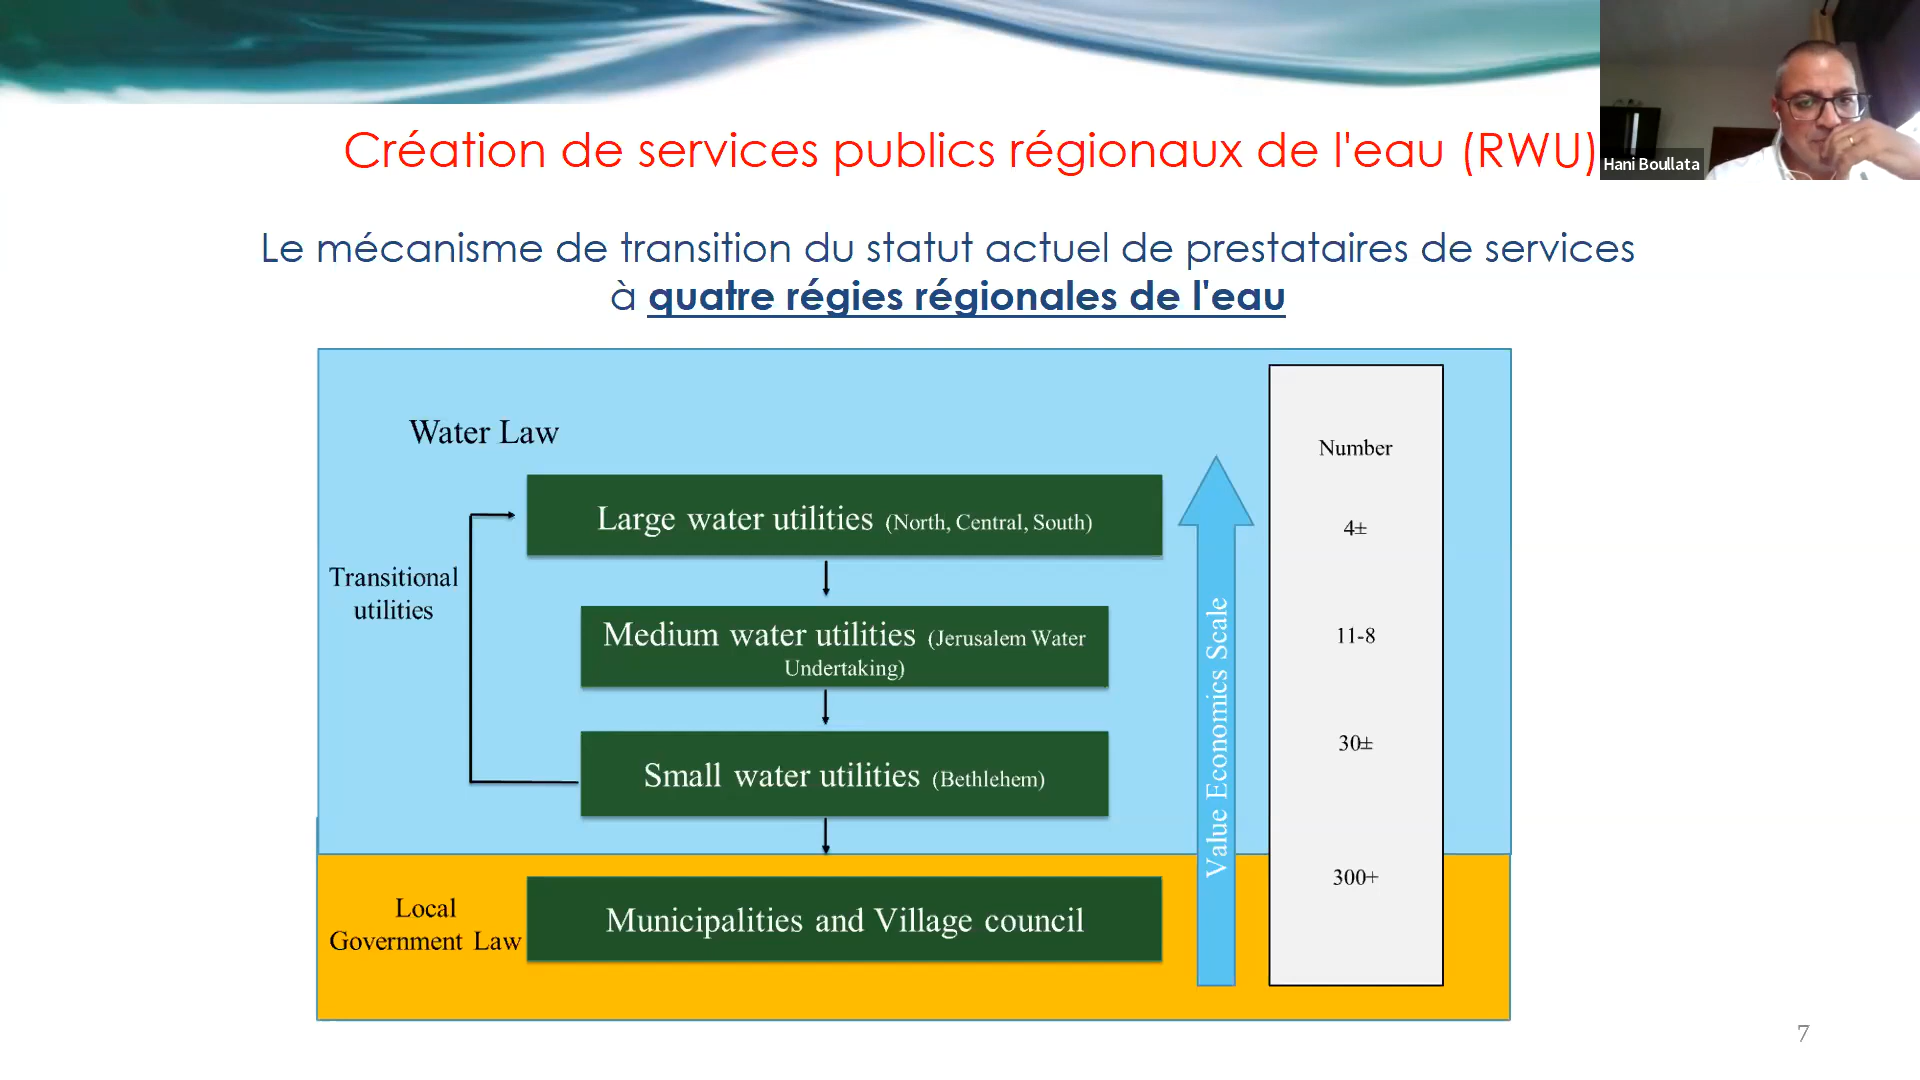 Création de services publics régionaux de l'eau (RWU)
Hani Boullata
Le mécanisme de transition du statut actuel de prestataires de services
à quatre régies régionales de l'eau
Water Law
Number
Large water utilities (North, Central, South)
4±
Transitional
utilities
Medium water utilities (Jerusalem Water
Undertaking)
11-8
Small water utilities (Bethlehem)
30±
Value Economics Scale
Local
Government Law
Municipalities and Village council
300+
7